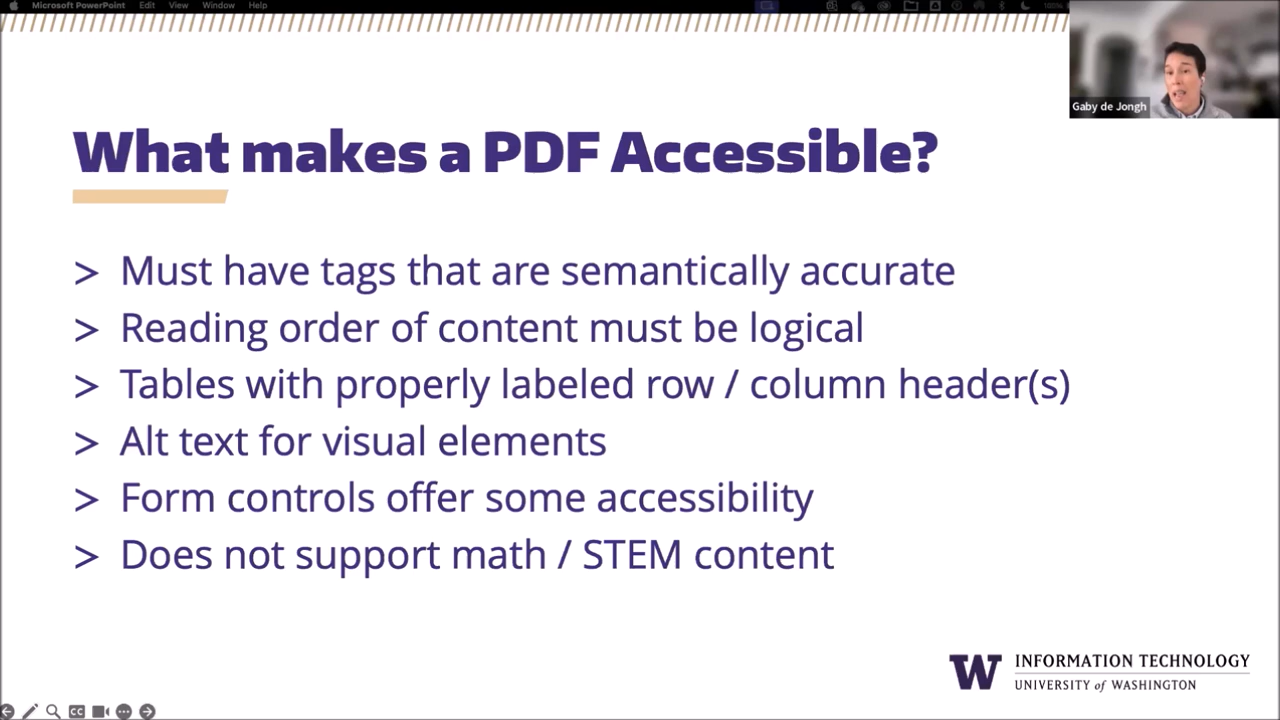 Microsoft PowerPoint Edit View Window Help 100%
Gaby de Jongh
What makes a PDF Accessible?
> Must have tags that are semantically accurate
> Reading order of content must be logical
> Tables with properly labeled row / column header(s)
> Alt text for visual elements
> Form controls offer some accessibility
> Does not support math / STEM content
W INFORMATION TECHNOLOGY
UNIVERSITY of WASHINGTON
CC